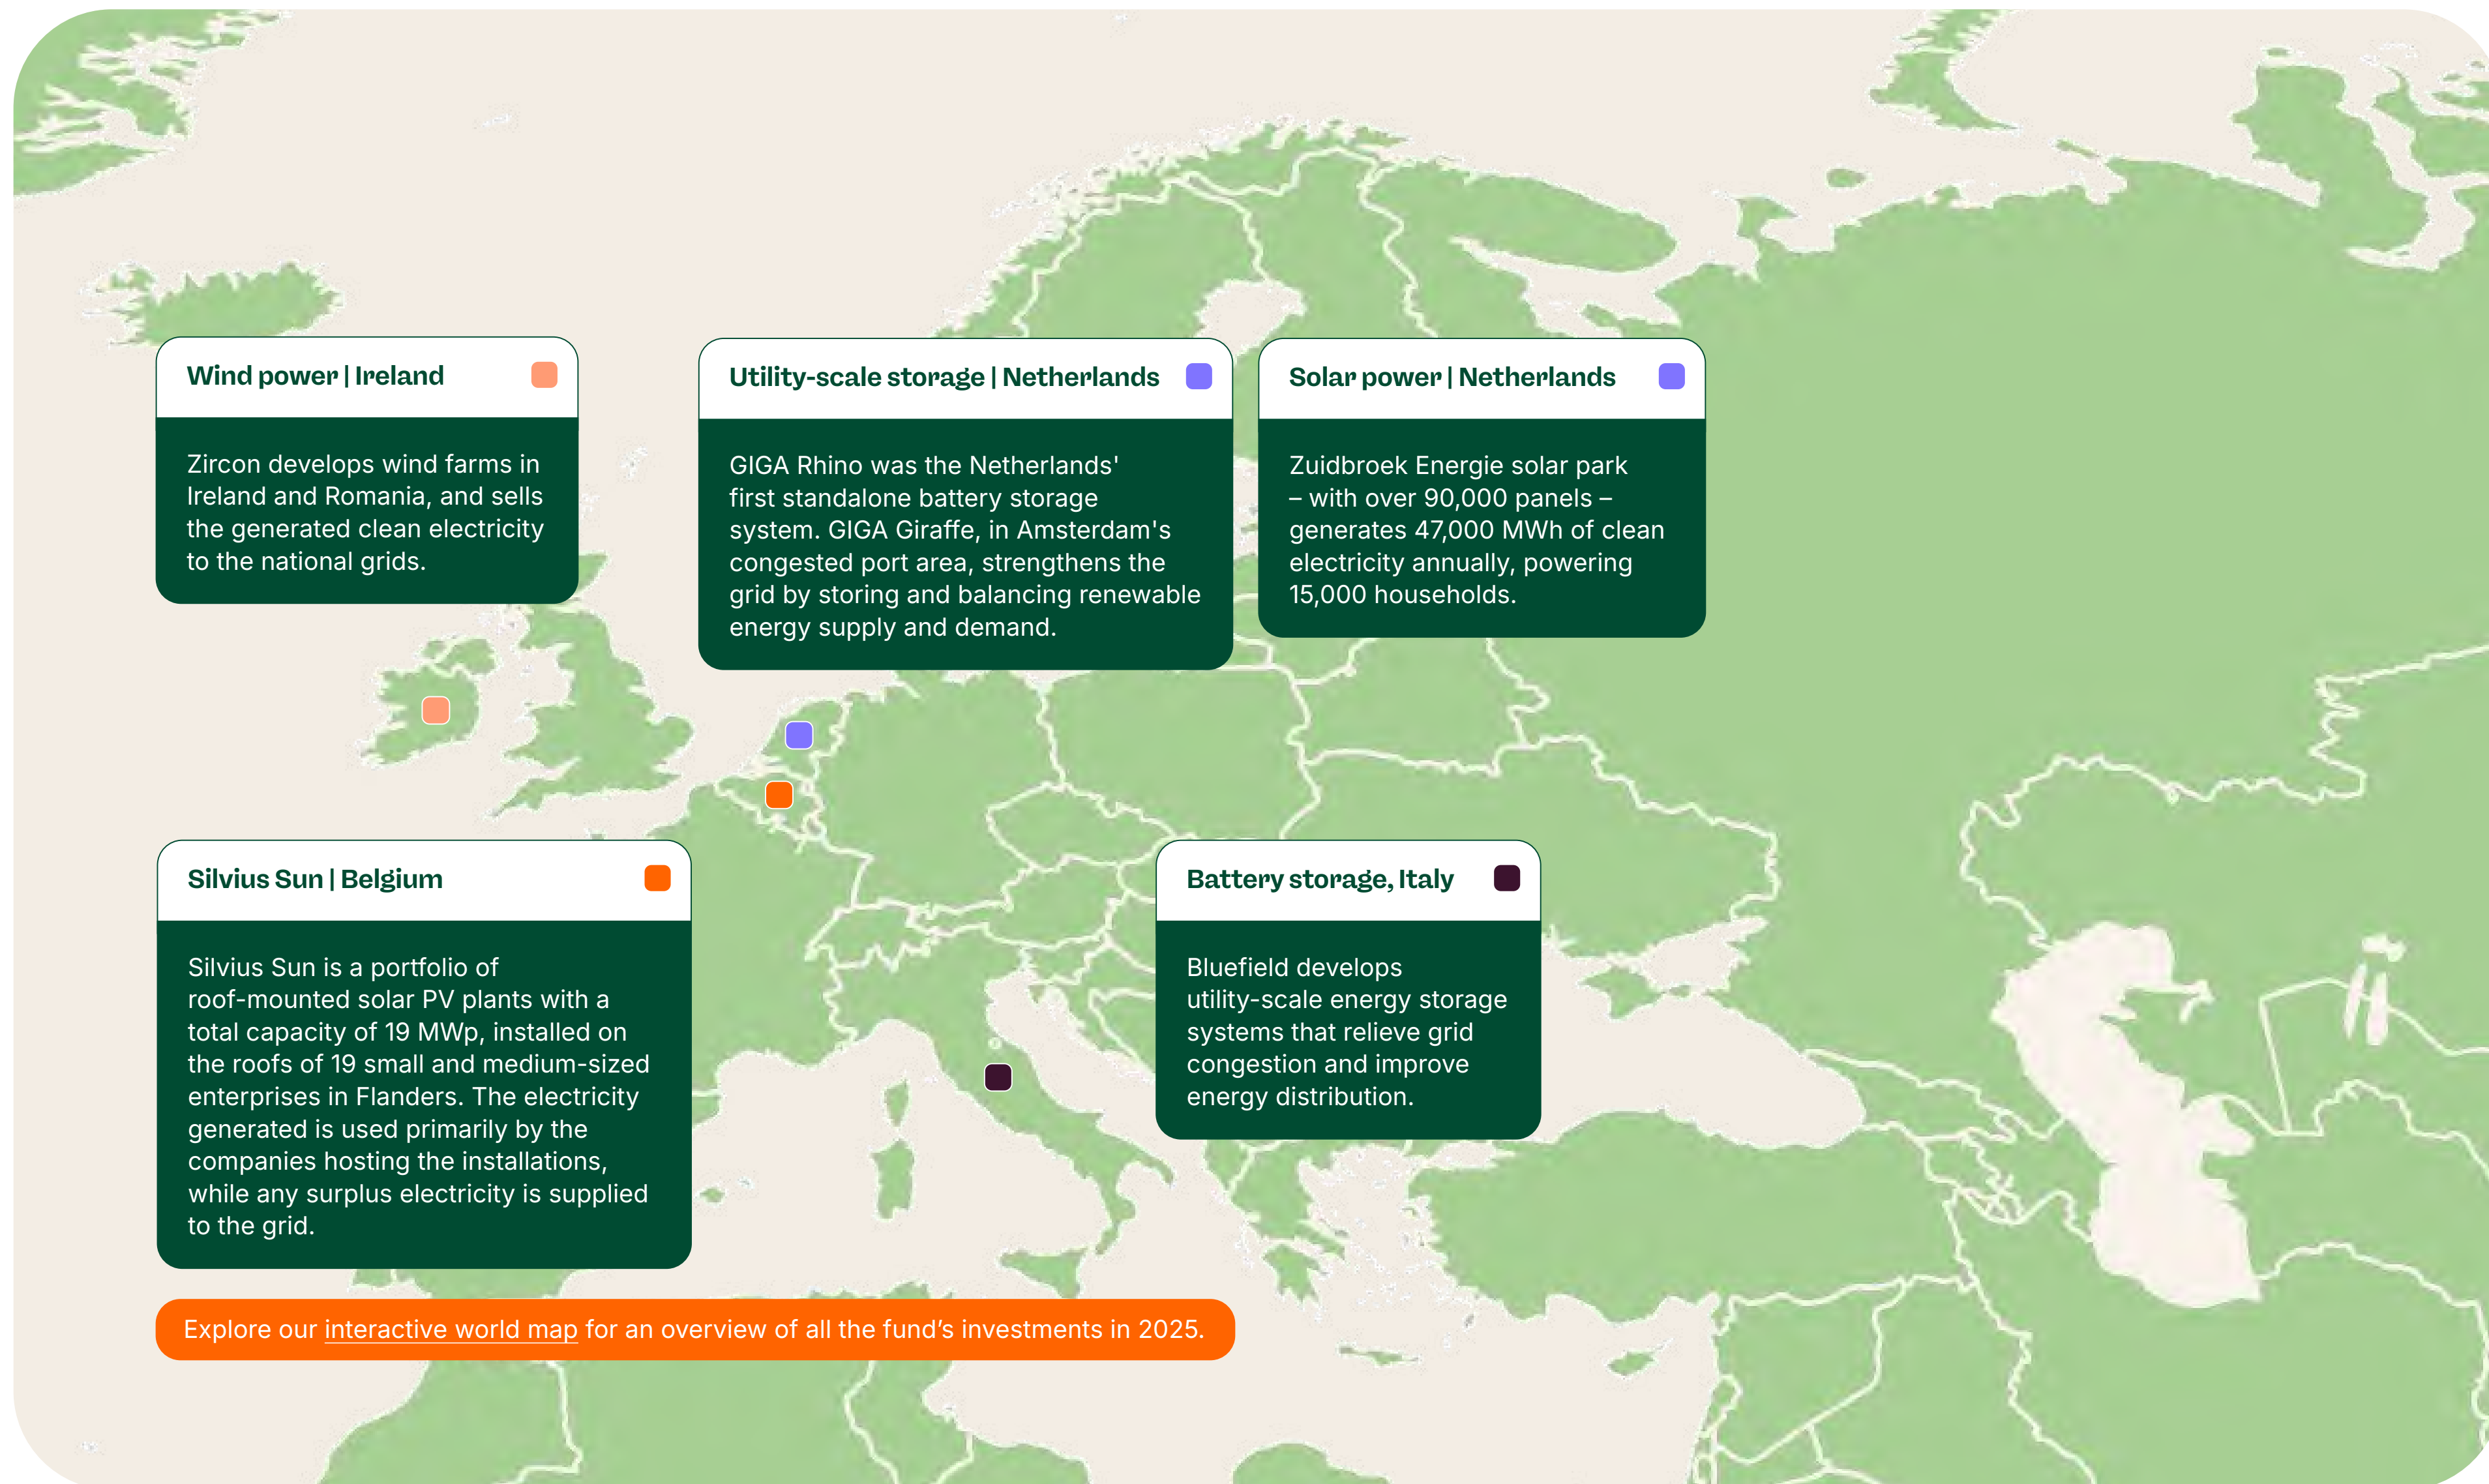 Wind power | Ireland
Zircon develops wind farms in
Ireland and Romania, and sells
the generated clean electricity
to the national grids.
Utility-scale storage | Netherlands
GIGA Rhino was the Netherlands'
first standalone battery storage
system. GIGA Giraffe, in Amsterdam's
congested port area, strengthens the
grid by storing and balancing renewable
energy supply and demand.
Solar power | Netherlands
Zuidbroek Energie solar park
– with over 90,000 panels –
generates 47,000 MWh of clean
electricity annually, powering
15,000 households.
Silvius Sun | Belgium
Silvius Sun is a portfolio of
roof-mounted solar PV plants with a
total capacity of 19 MWp, installed on
the roofs of 19 small and medium-sized
enterprises in Flanders. The electricity
generated is used primarily by the
companies hosting the installations,
while any surplus electricity is supplied
to the grid.
Battery storage, Italy
Bluefield develops
utility-scale energy storage
systems that relieve grid
congestion and improve
energy distribution.
Explore our interactive world map for an overview of all the fund’s investments in 2025.